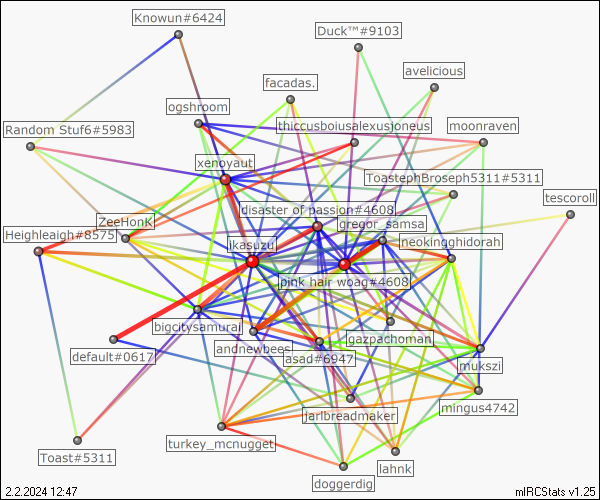 Knowun#6424
Duck™#9103
avelicious
facadas.
ogshroom
thiccusboiusalexusjoneus
moonraven
Random Stuf6#5983
xenoyaut
ToastephBroseph5311#5311
tescoroll
disaster of passion#4608
ZeeHonK
gregor_samsa
Heighleaigh#8575
ikasuzu
neokingghidorah
pink hair woag#4608
bigcitysamurai
gazpachoman
default#0617
andnewbees
asad#6947
mukszi
mingus4742
jarlbreadmaker
turkey_mcnugget
Toast#5311
lahnk
doggerdig
2.2.2024 12:47
mIRCStats v1.25